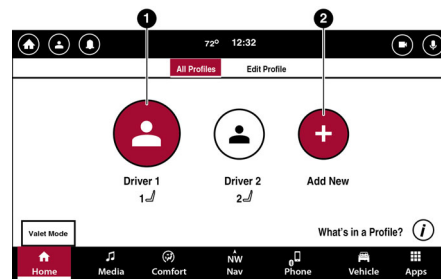 1 2
72º 12:32
All Profiles Edit Profile
Driver 1 Driver 2 Add New
1 2
Valet Mode What's in a Profile? i
NW
Home Media Comfort Nav Phone Vehicle Apps